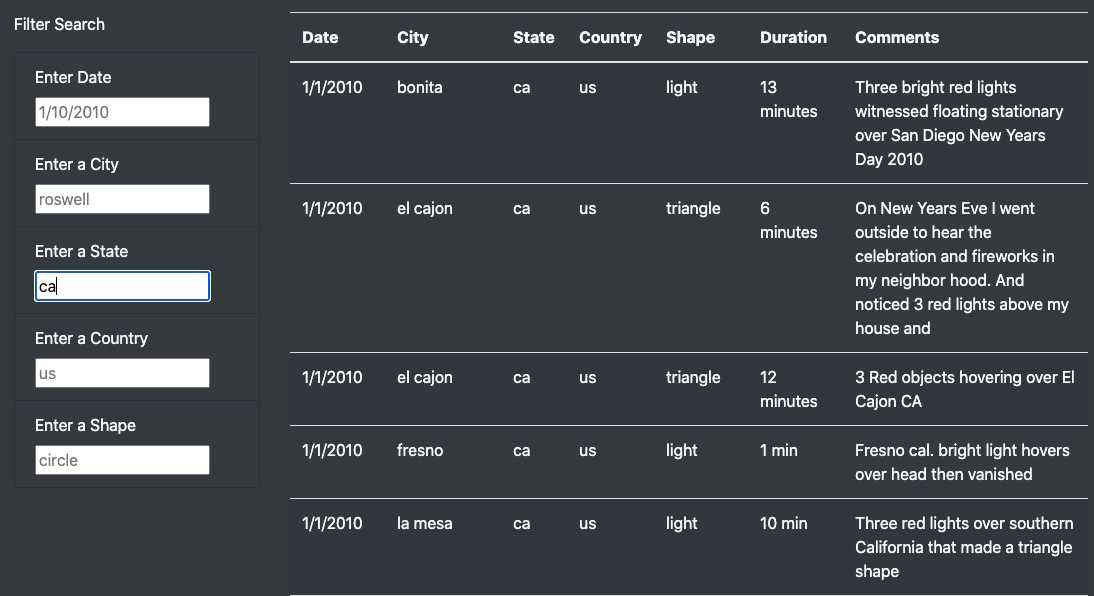 Filter Search
Enter Date
1/10/2010
Enter a City
roswell
Enter a State
ca
Enter a Country
us
Enter a Shape
circle
Date City State Country Shape Duration Comments
1/1/2010 bonita ca us light 13 Three bright red lights
minutes witnessed floating stationary
over San Diego New Years
Day 2010
1/1/2010 el cajon ca us triangle 6 On New Years Eve I went
minutes outside to hear the
celebration and fireworks in
my neighbor hood. And
noticed 3 red lights above my
house and
1/1/2010 el cajon ca us triangle 12 3 Red objects hovering over El
minutes Cajon CA
1/1/2010 fresno ca us light 1 min Fresno cal. bright light hovers
over head then vanished
1/1/2010 la mesa ca us light 10 min Three red lights over southern
California that made a triangle
shape